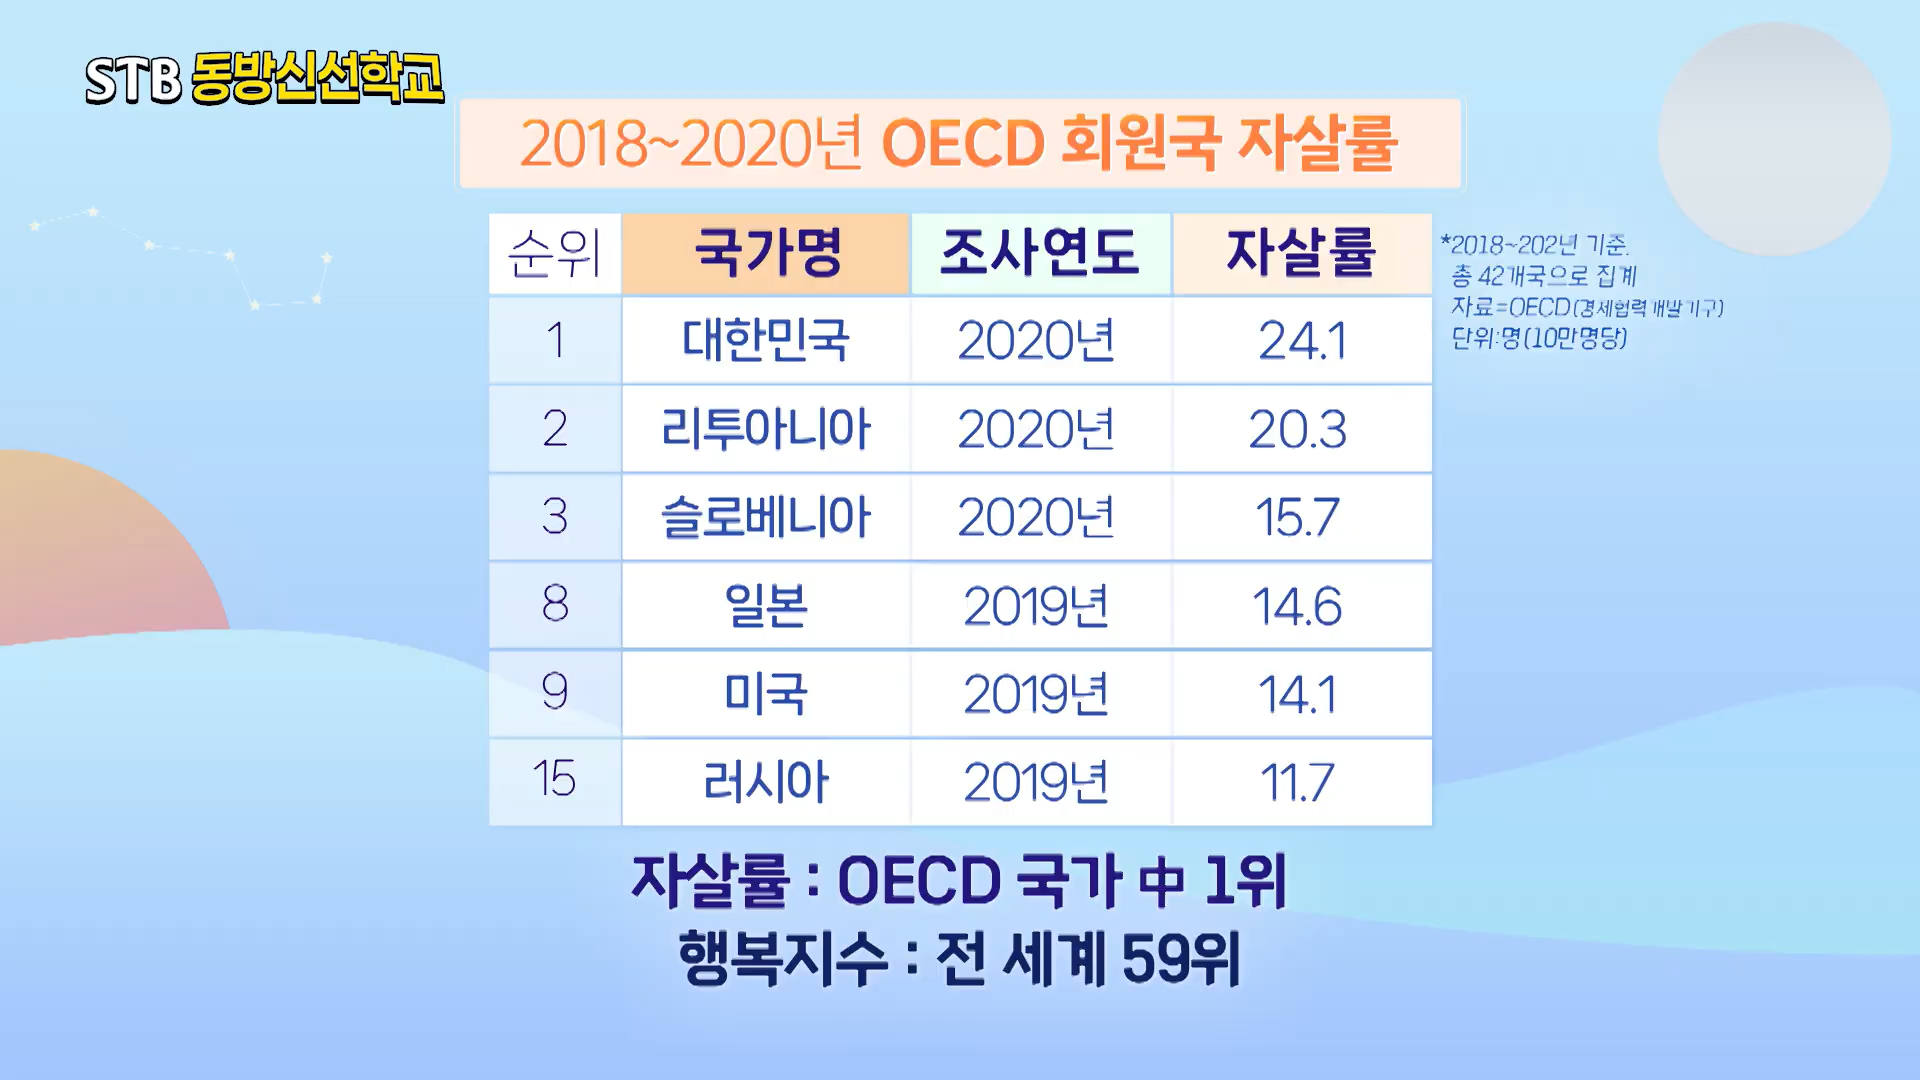 STB 동방신선학교
2018~2020년 OECD 회원국 자살률
순위 국가명 조사연도 자살률
1 대한민국 2020년 24.1
2 리투아니아 2020년 20.3
3 슬로베니아 2020년 15.7
8 일본 2019년 14.6
9 미국 2019년 14.1
15 러시아 2019년 11.7
*2018~202년 기준.
총 42개국으로 집계
자료=OECD(경세협력개발기구)
단위:명(10만명당)
자살률 : OECD 국가 中 1위
행복지수 : 전 세계 59위